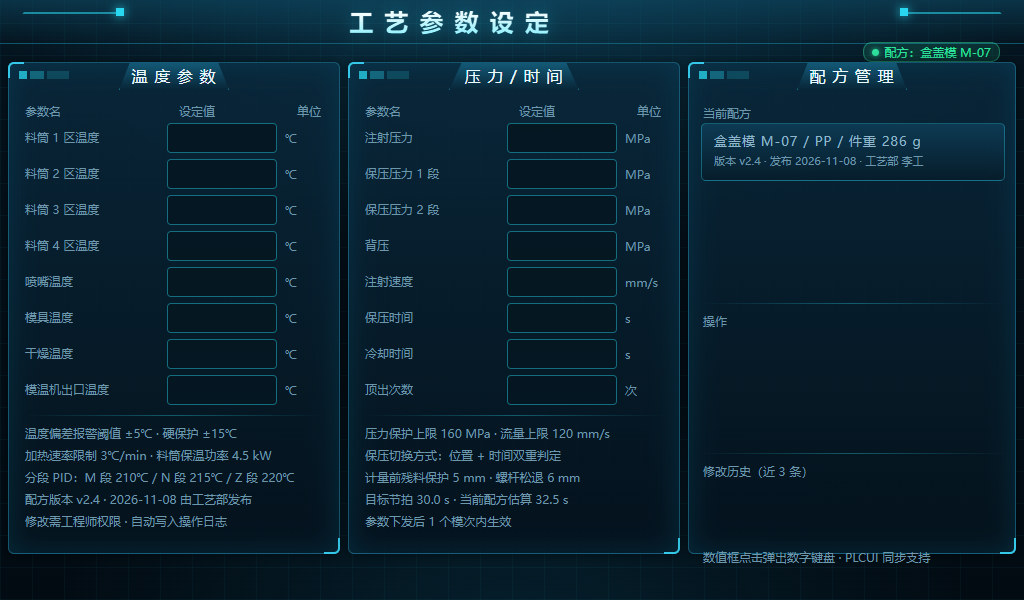 工艺参数设定
配方：盒盖模 M-07
温度参数
参数名 设定值 单位
料筒 1 区温度 ℃
料筒 2 区温度 ℃
料筒 3 区温度 ℃
料筒 4 区温度 ℃
喷嘴温度 ℃
模具温度 ℃
干燥温度 ℃
模温机出口温度 ℃
温度偏差报警阈值 ±5℃ · 硬保护 ±15℃
加热速率限制 3℃/min · 料筒保温功率 4.5 kW
分段 PID：M 段 210℃ / N 段 215℃ / Z 段 220℃
配方版本 v2.4 · 2026-11-08 由工艺部发布
修改需工程师权限 · 自动写入操作日志
压力/时间
参数名 设定值 单位
注射压力 MPa
保压压力 1 段 MPa
保压压力 2 段 MPa
背压 MPa
注射速度 mm/s
保压时间 s
冷却时间 s
顶出次数 次
压力保护上限 160 MPa · 流量上限 120 mm/s
保压切换方式：位置 + 时间双重判定
计量前残料保护 5 mm · 螺杆松退 6 mm
目标节拍 30.0 s · 当前配方估算 32.5 s
参数下发后 1 个模次内生效
配方管理
当前配方
盒盖模 M-07 / PP / 件重 286 g
版本 v2.4 · 发布 2026-11-08 · 工艺部 李工
操作
修改历史（近 3 条）
数值框点击弹出数字键盘 · PLCUI 同步支持